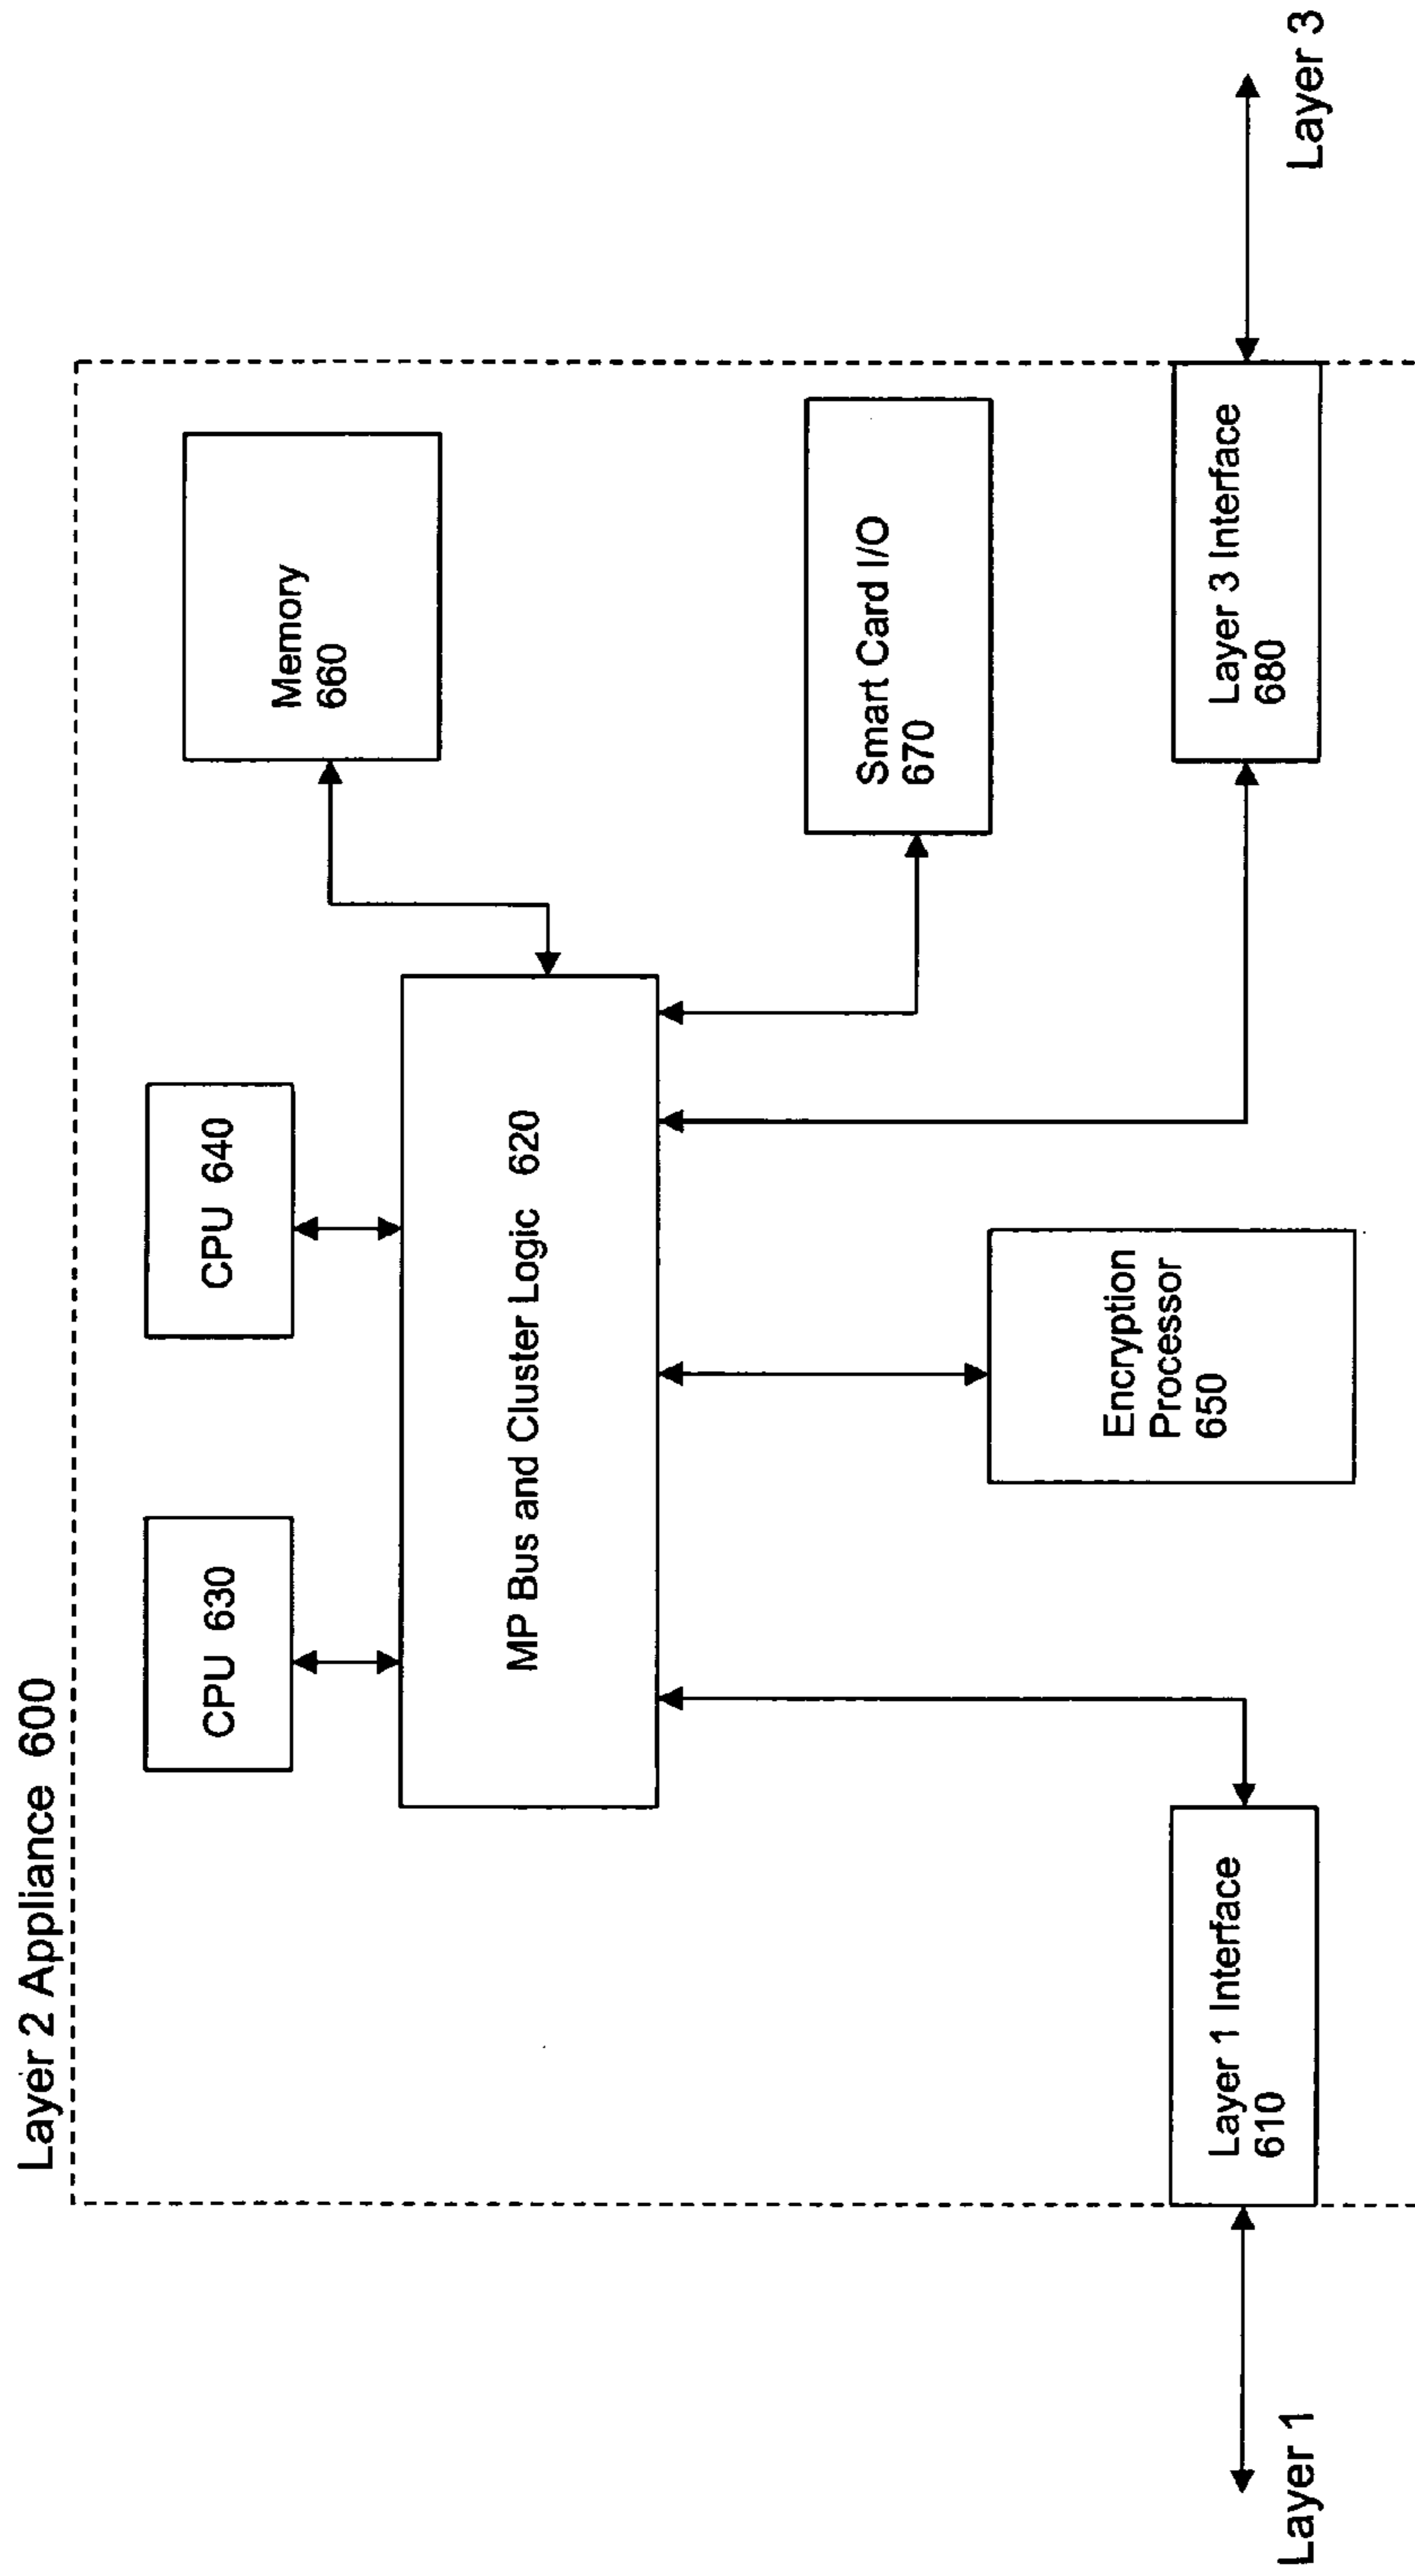 Layer 2 Appliance 600
CPU 630
CPU 640
Memory
660
MP Bus and Cluster Logic 620
Smart Card I/O
670
Encryption
Processor
650
Layer 1 Interface
610
Layer 3 Interface
680
Layer 1
Layer 3